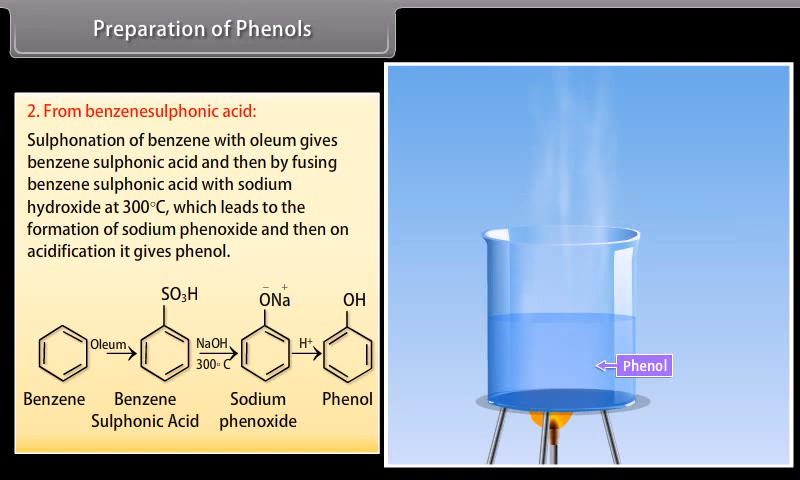 Preparation of Phenols
2. From benzenesulphonic acid:
Sulphonation of benzene with oleum gives
benzene sulphonic acid and then by fusing
benzene sulphonic acid with sodium
hydroxide at 300°C, which leads to the
formation of sodium phenoxide and then on
acidification it gives phenol.
SO₃H
⁻ ⁺
ONa
OH
Oleum
NaOH
300° C
H⁺
Benzene
Benzene
Sulphonic Acid
Sodium
phenoxide
Phenol
Phenol